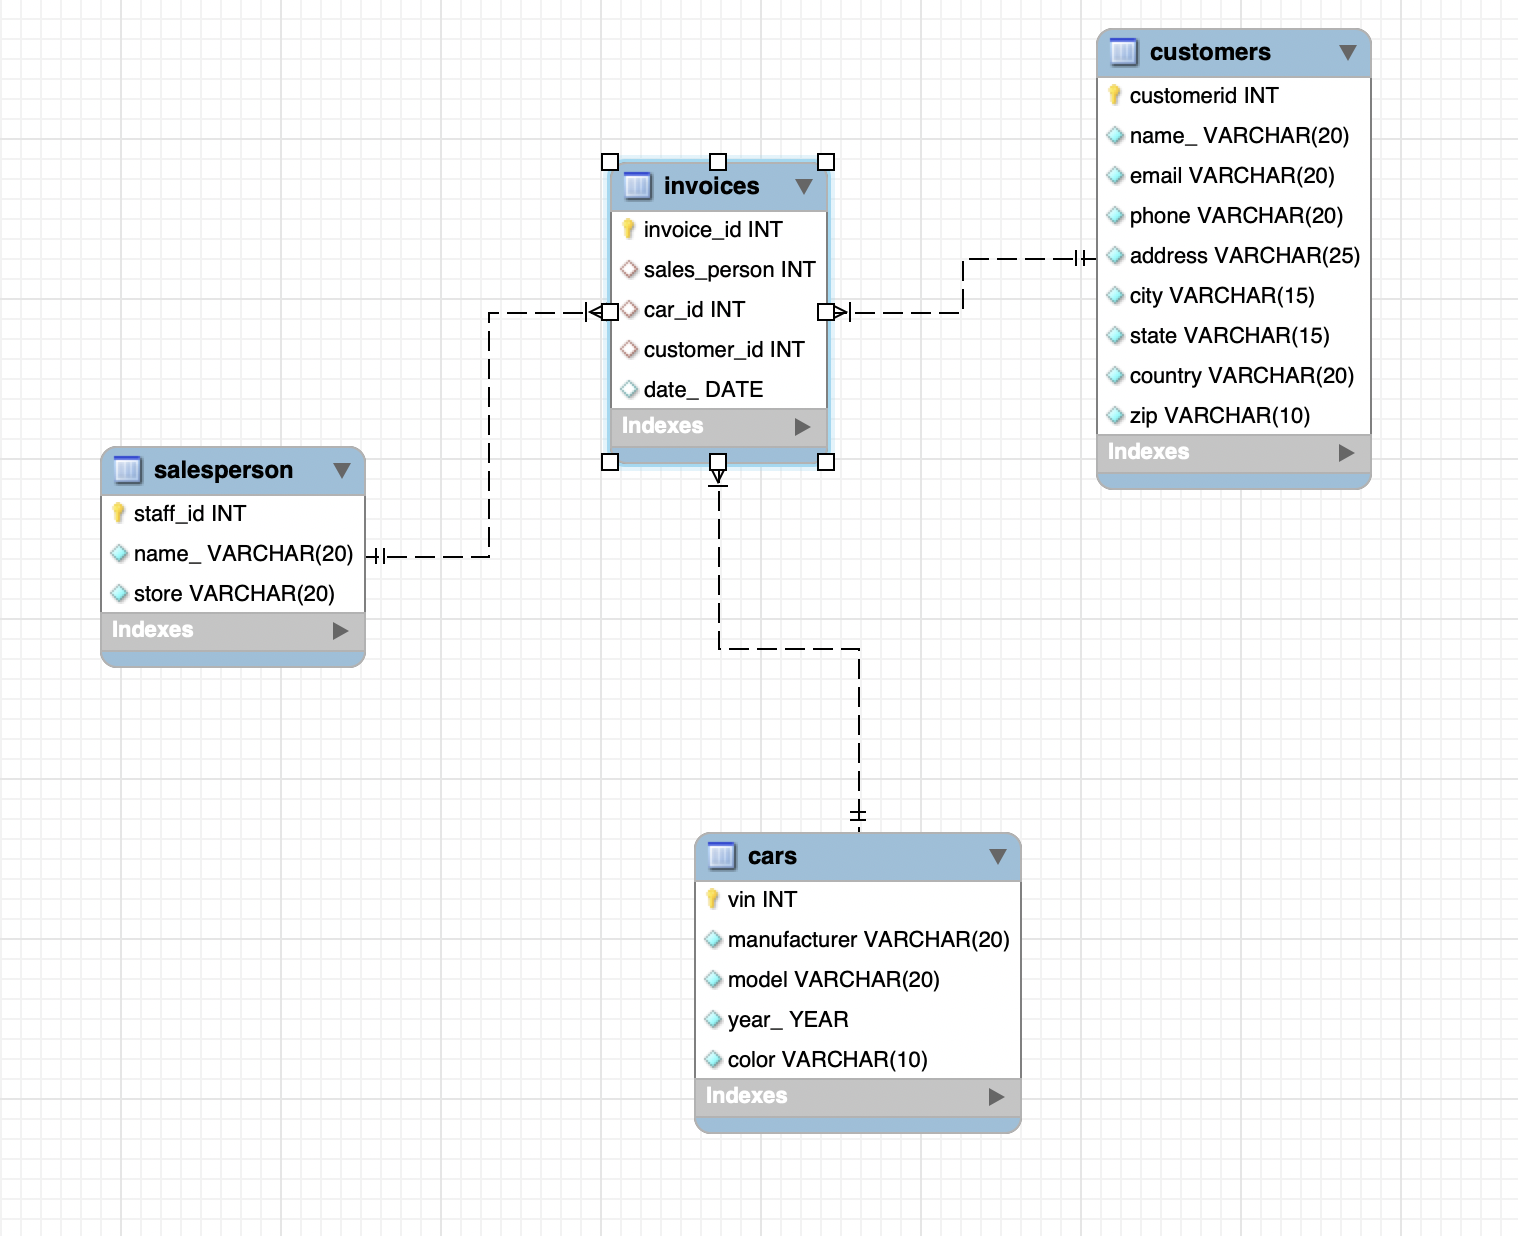 customers
customerid INT
name_ VARCHAR(20)
email VARCHAR(20)
phone VARCHAR(20)
address VARCHAR(25)
city VARCHAR(15)
state VARCHAR(15)
country VARCHAR(20)
zip VARCHAR(10)
Indexes
invoices
invoice_id INT
sales_person INT
car_id INT
customer_id INT
date_ DATE
Indexes
salesperson
staff_id INT
name_ VARCHAR(20)
store VARCHAR(20)
Indexes
cars
vin INT
manufacturer VARCHAR(20)
model VARCHAR(20)
year_ YEAR
color VARCHAR(10)
Indexes